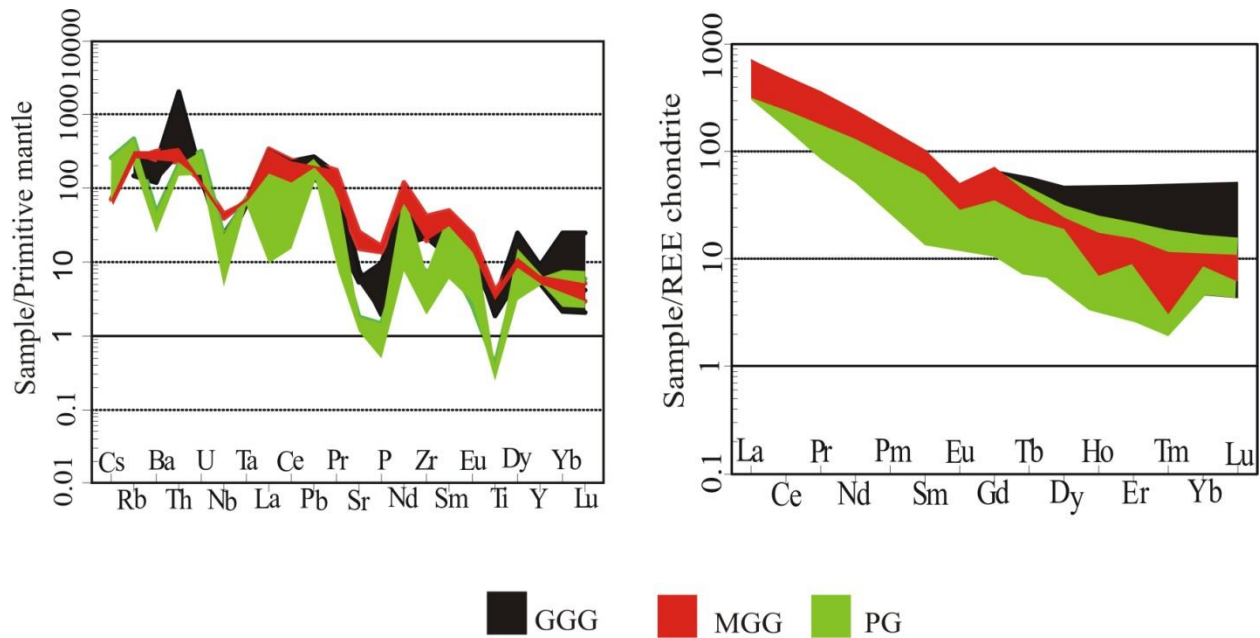 Sample/Primitive mantle
10000
1000
100
10
1
0.1
0.01
Cs Ba U Ta La Ce Pr P Zr Eu Dy Yb
Rb Th Nb La Pb Sr Nd Sm Ti Y Lu
Sample/REE chondrite
1000
100
10
1
0.1
La Pr Pm Eu Tb Ho Tm Lu
Ce Nd Sm Gd Dy Er Yb
GGG MGG PG